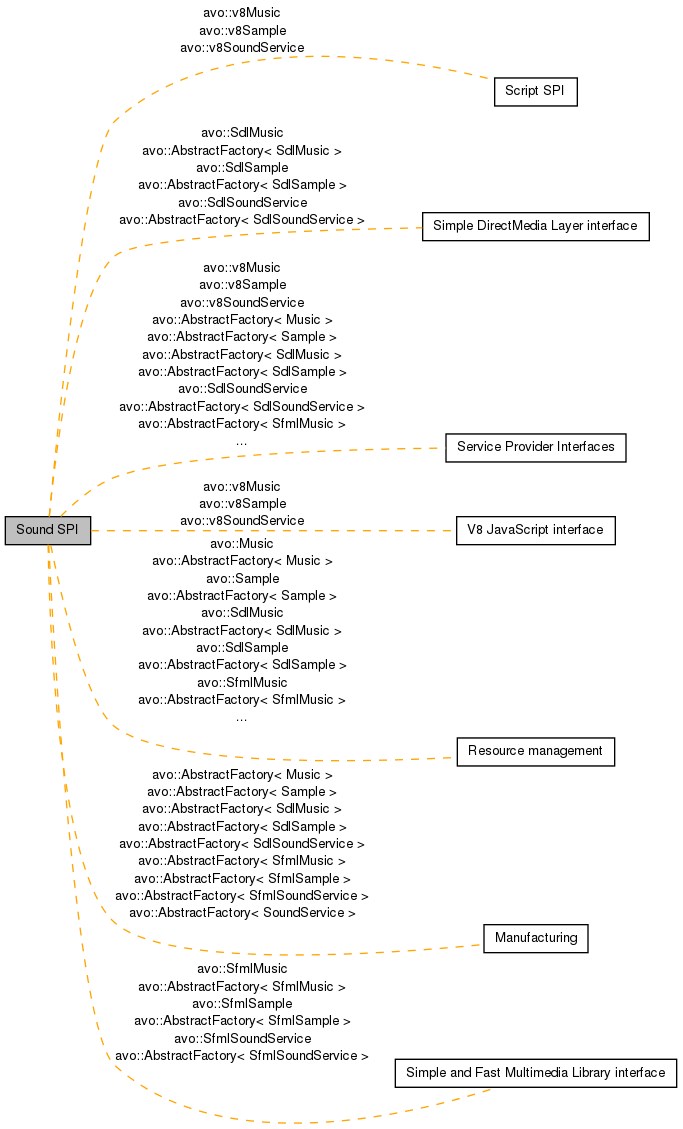 avo::v8Music
avo::v8Sample
avo::v8SoundService
Script SPI
avo::SdlMusic
avo::AbstractFactory< SdlMusic >
avo::SdlSample
avo::AbstractFactory< SdlSample >
avo::SdlSoundService
avo::AbstractFactory< SdlSoundService >
Simple DirectMedia Layer interface
avo::v8Music
avo::v8Sample
avo::v8SoundService
avo::AbstractFactory< Music >
avo::AbstractFactory< Sample >
avo::AbstractFactory< SdlMusic >
avo::AbstractFactory< SdlSample >
avo::SdlSoundService
avo::AbstractFactory< SdlSoundService >
avo::AbstractFactory< SfmlMusic >
...
Service Provider Interfaces
avo::v8Music
avo::v8Sample
avo::v8SoundService
Sound SPI
V8 JavaScript interface
avo::Music
avo::AbstractFactory< Music >
avo::Sample
avo::AbstractFactory< Sample >
avo::SdlMusic
avo::AbstractFactory< SdlMusic >
avo::SdlSample
avo::AbstractFactory< SdlSample >
avo::SfmlMusic
avo::AbstractFactory< SfmlMusic >
...
Resource management
avo::AbstractFactory< Music >
avo::AbstractFactory< Sample >
avo::AbstractFactory< SdlMusic >
avo::AbstractFactory< SdlSample >
avo::AbstractFactory< SdlSoundService >
avo::AbstractFactory< SfmlMusic >
avo::AbstractFactory< SfmlSample >
avo::AbstractFactory< SfmlSoundService >
avo::AbstractFactory< SoundService >
Manufacturing
avo::SfmlMusic
avo::AbstractFactory< SfmlMusic >
avo::SfmlSample
avo::AbstractFactory< SfmlSample >
avo::SfmlSoundService
avo::AbstractFactory< SfmlSoundService >
Simple and Fast Multimedia Library interface